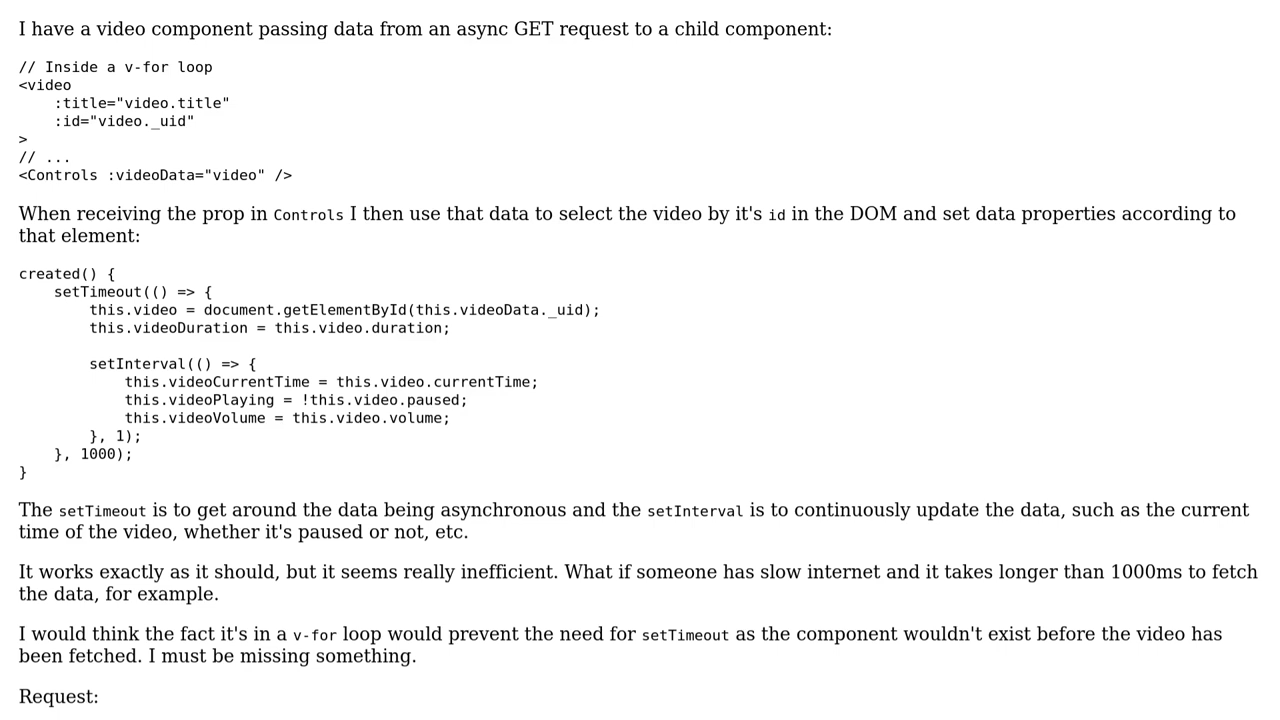 I have a video component passing data from an async GET request to a child component:
// Inside a v-for loop
<video
    :title="video.title"
    :id="video._uid"
>
// ...
<Controls :videoData="video" />
When receiving the prop in Controls I then use that data to select the video by it's id in the DOM and set data properties according to
that element:
created() {
    setTimeout(() => {
        this.video = document.getElementById(this.videoData._uid);
        this.videoDuration = this.video.duration;

        setInterval(() => {
            this.videoCurrentTime = this.video.currentTime;
            this.videoPlaying = !this.video.paused;
            this.videoVolume = this.video.volume;
        }, 1);
    }, 1000);
}
The setTimeout is to get around the data being asynchronous and the setInterval is to continuously update the data, such as the current
time of the video, whether it's paused or not, etc.
It works exactly as it should, but it seems really inefficient. What if someone has slow internet and it takes longer than 1000ms to fetch
the data, for example.
I would think the fact it's in a v-for loop would prevent the need for setTimeout as the component wouldn't exist before the video has
been fetched. I must be missing something.
Request: